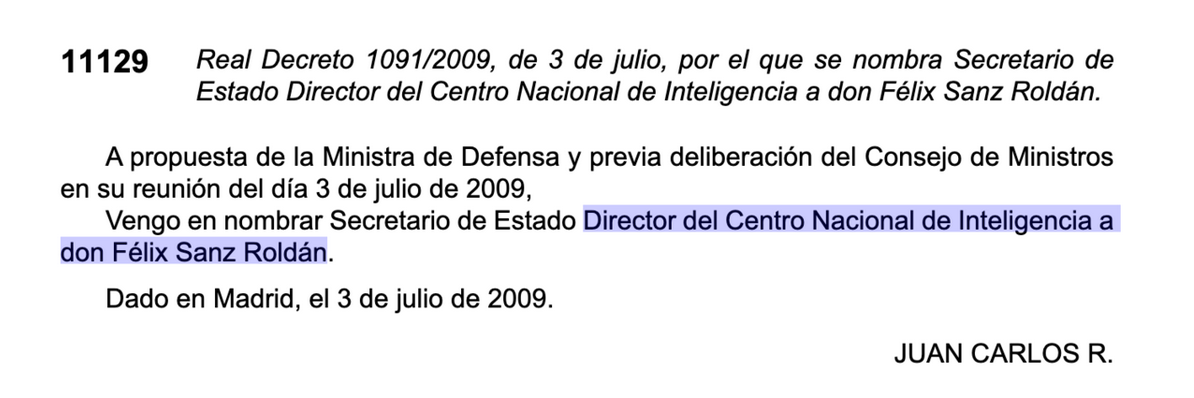 11129 Real Decreto 1091/2009, de 3 de julio, por el que se nombra Secretario de
Estado Director del Centro Nacional de Inteligencia a don Félix Sanz Roldán.
A propuesta de la Ministra de Defensa y previa deliberación del Consejo de Ministros
en su reunión del día 3 de julio de 2009,
Vengo en nombrar Secretario de Estado Director del Centro Nacional de Inteligencia a
don Félix Sanz Roldán.
Dado en Madrid, el 3 de julio de 2009.
JUAN CARLOS R.